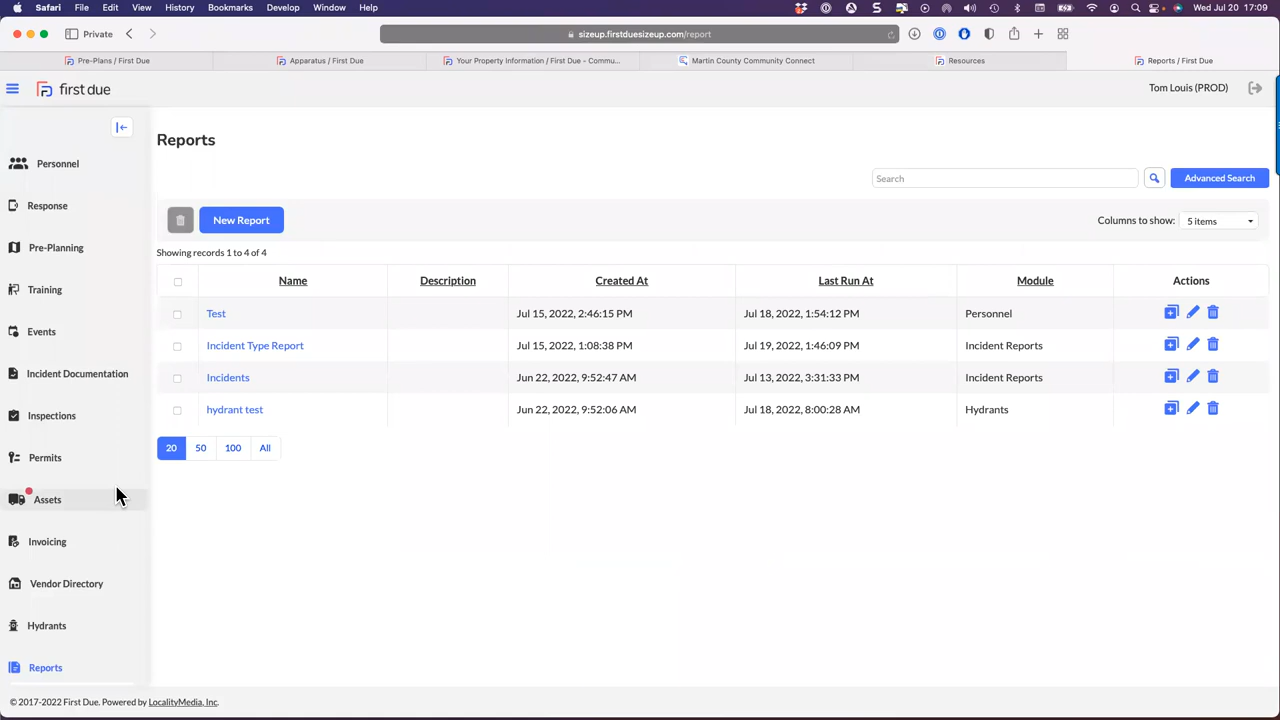 Safari File Edit View History Bookmarks Develop Window Help Wed Jul 20 17:09
Private sizeup.firstduesizeup.com/report
Pre-Plans / First Due Apparatus / First Due Your Property Information / First Due - Commu... Martin County Community Connect Resources Reports / First Due
first due Tom Louis (PROD)
Reports
Search Advanced Search
New Report Columns to show: 5 items
Showing records 1 to 4 of 4
Name Description Created At Last Run At Module Actions
Test Jul 15, 2022, 2:46:15 PM Jul 18, 2022, 1:54:12 PM Personnel
Incident Type Report Jul 15, 2022, 1:08:38 PM Jul 19, 2022, 1:46:09 PM Incident Reports
Incidents Jun 22, 2022, 9:52:47 AM Jul 13, 2022, 3:31:33 PM Incident Reports
hydrant test Jun 22, 2022, 9:52:06 AM Jul 18, 2022, 8:00:28 AM Hydrants
20 50 100 All
Personnel
Response
Pre-Planning
Training
Events
Incident Documentation
Inspections
Permits
Assets
Invoicing
Vendor Directory
Hydrants
Reports
© 2017-2022 First Due. Powered by LocalityMedia, Inc.